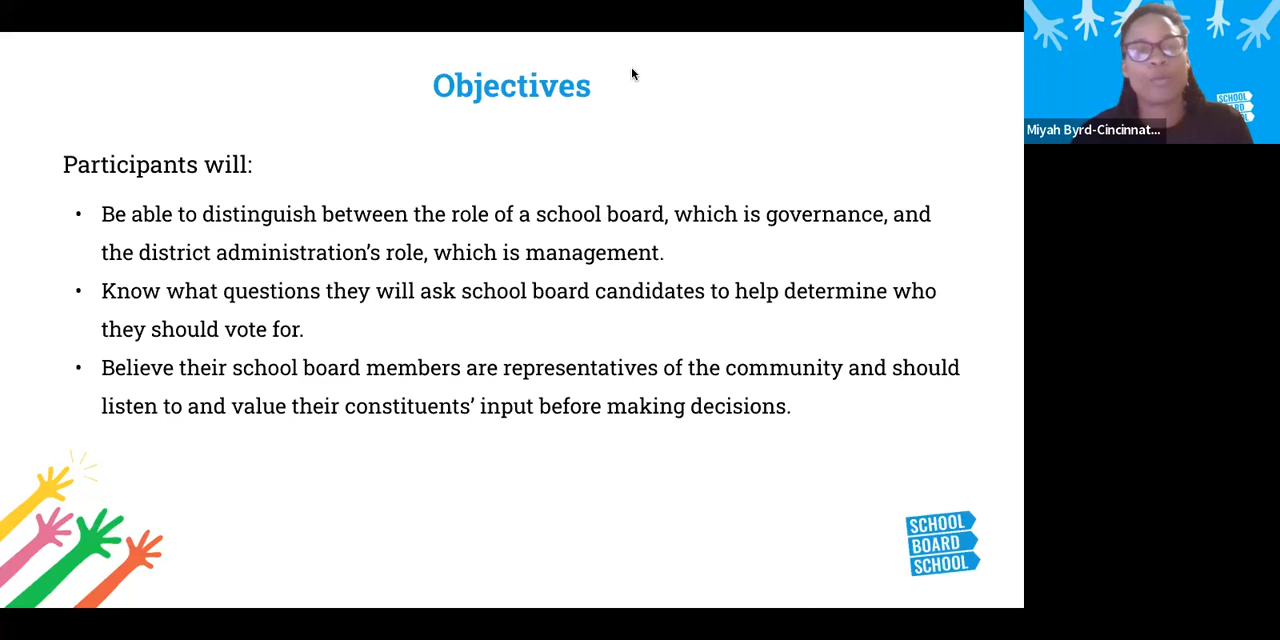 Objectives
Participants will:
• Be able to distinguish between the role of a school board, which is governance, and
the district administration’s role, which is management.
• Know what questions they will ask school board candidates to help determine who
they should vote for.
• Believe their school board members are representatives of the community and should
listen to and value their constituents’ input before making decisions.
SCHOOL
BOARD
SCHOOL
SCHOOL
Miyah Byrd-Cincinnat...